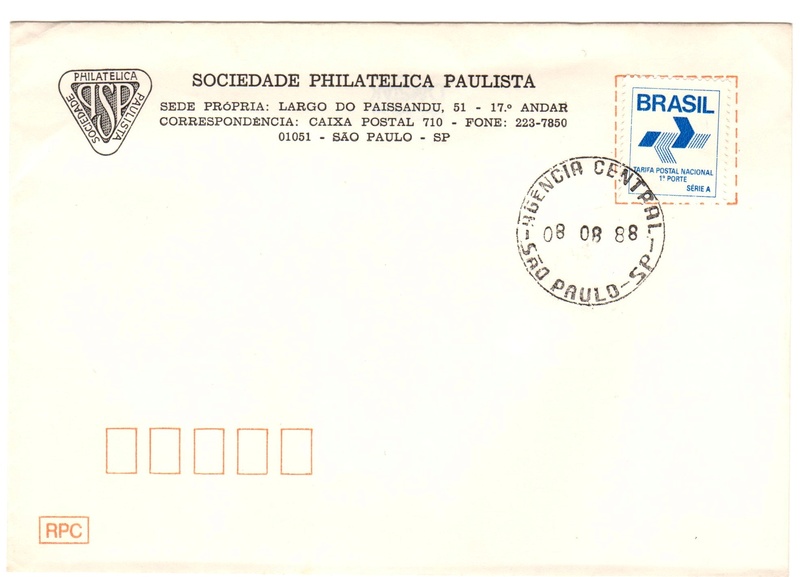 PHILATELICA
SOCIEDADE
PAULISTA
SPP
SOCIEDADE PHILATELICA PAULISTA
SEDE PRÓPRIA: LARGO DO PAISSANDU, 51 - 17.º ANDAR
CORRESPONDÊNCIA: CAIXA POSTAL 710 - FONE: 223-7850
01051 - SÃO PAULO - SP
BRASIL
TARIFA POSTAL NACIONAL
1º PORTE
SÉRIE A
AGENCIA CENTRAL
08 08 88
SÃO PAULO-SP
RPC